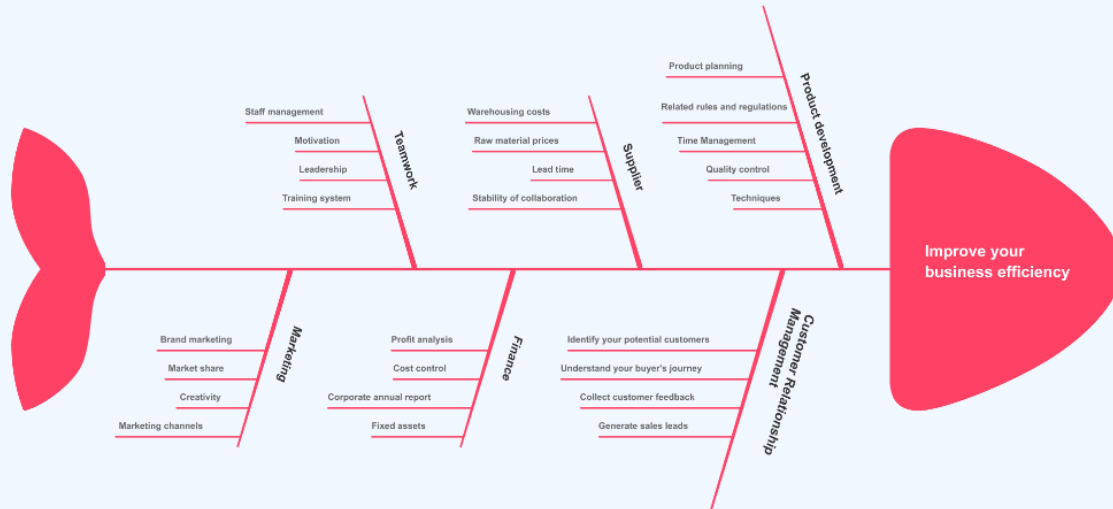 Product planning
Related rules and regulations
Time Management
Quality control
Techniques
Product development
Warehousing costs
Raw material prices
Lead time
Stability of collaboration
Supplier
Staff management
Motivation
Leadership
Training system
Teamwork
Improve your
business efficiency
Brand marketing
Market share
Creativity
Marketing channels
Marketing
Profit analysis
Cost control
Corporate annual report
Fixed assets
Finance
Identify your potential customers
Understand your buyer's journey
Collect customer feedback
Generate sales leads
Customer Relationship
Management